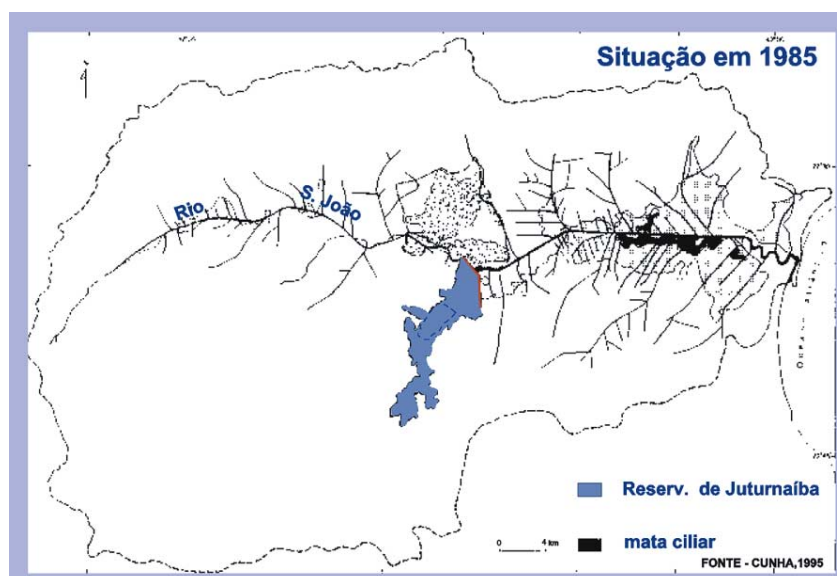 Situação em 1985
Rio
S. João
Reserv. de Juturnaíba
0 4 km
mata ciliar
FONTE - CUNHA,1995